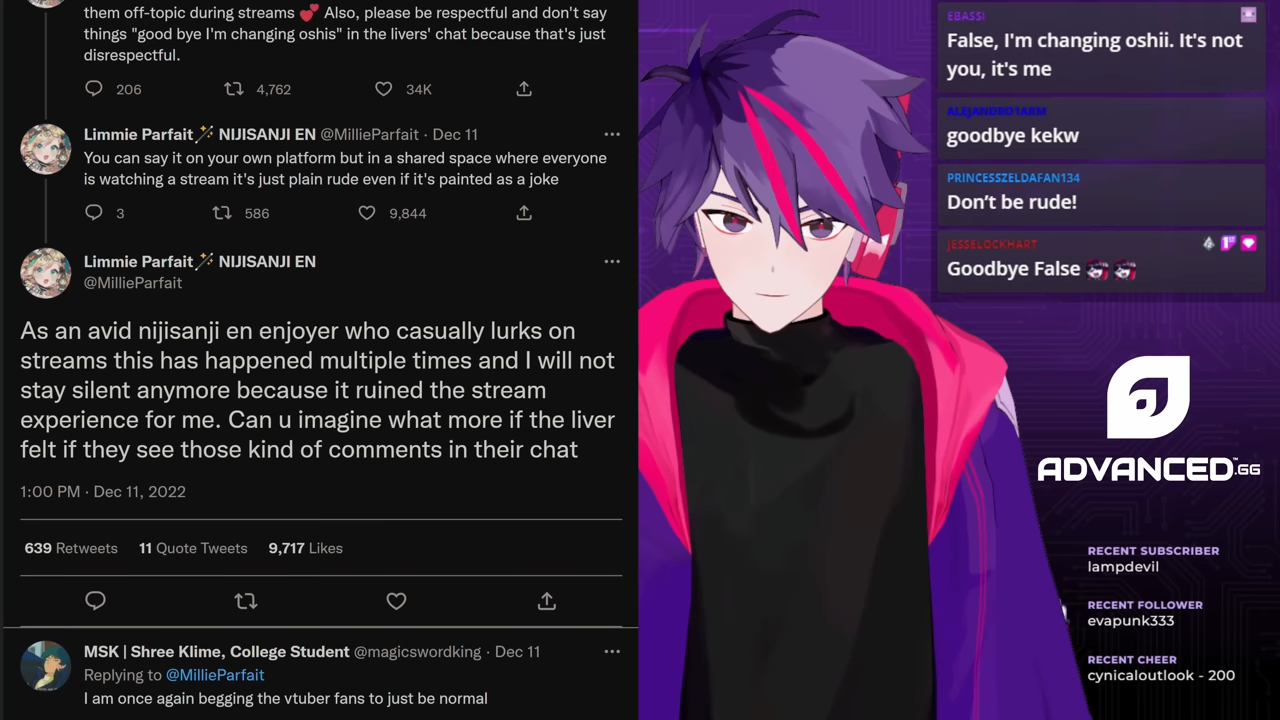 them off-topic during streams 💕 Also, please be respectful and don't say
things "good bye I'm changing oshis" in the livers' chat because that's just
disrespectful.
206 4,762 34K
Limmie Parfait🪄 NIJISANJI EN @MillieParfait · Dec 11
You can say it on your own platform but in a shared space where everyone
is watching a stream it's just plain rude even if it's painted as a joke
3 586 9,844
Limmie Parfait🪄 NIJISANJI EN
@MillieParfait
As an avid nijisanji en enjoyer who casually lurks on
streams this has happened multiple times and I will not
stay silent anymore because it ruined the stream
experience for me. Can u imagine what more if the liver
felt if they see those kind of comments in their chat
1:00 PM · Dec 11, 2022
639 Retweets 11 Quote Tweets 9,717 Likes
MSK | Shree Klime, College Student @magicswordking · Dec 11
Replying to @MillieParfait
I am once again begging the vtuber fans to just be normal
EBASSI
False, I'm changing oshii. It's not
you, it's me
ALEJANDRO1ARM
goodbye kekw
PRINCESSZELDAFAN134
Don't be rude!
JESSELOCKHART
Goodbye False
ADVANCED™.GG
RECENT SUBSCRIBER
lampdevil
RECENT FOLLOWER
evapunk333
RECENT CHEER
cynicaloutlook - 200